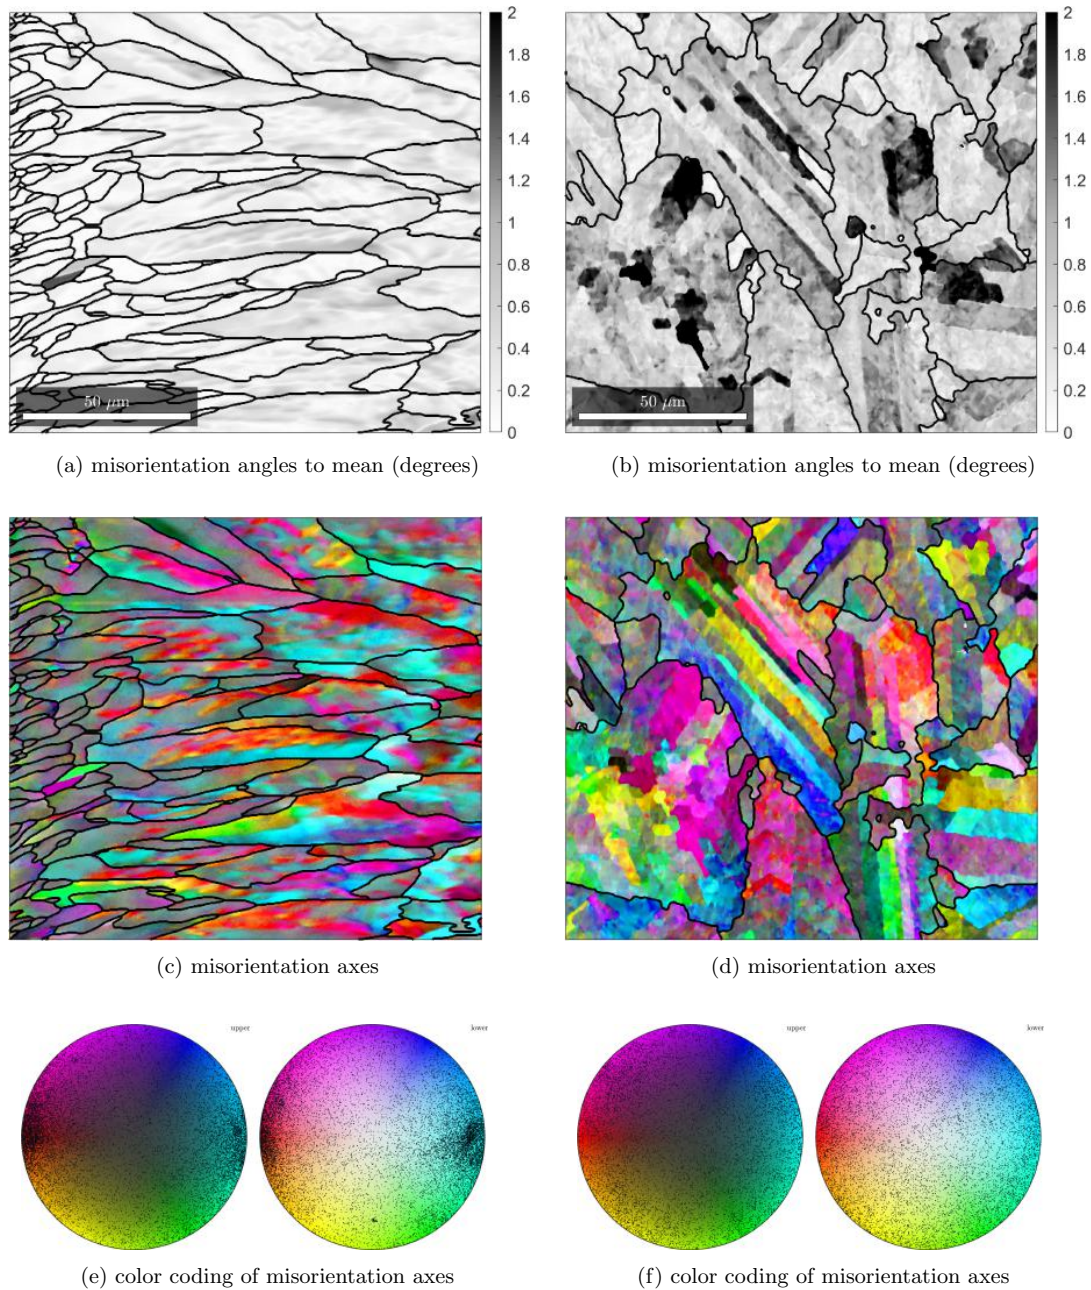 2
1.8
1.6
1.4
1.2
1
0.8
0.6
0.4
0.2
0
50 μm
(a) misorientation angles to mean (degrees)
2
1.8
1.6
1.4
1.2
1
0.8
0.6
0.4
0.2
0
50 μm
(b) misorientation angles to mean (degrees)
(c) misorientation axes
(d) misorientation axes
upper
lower
(e) color coding of misorientation axes
upper
lower
(f) color coding of misorientation axes